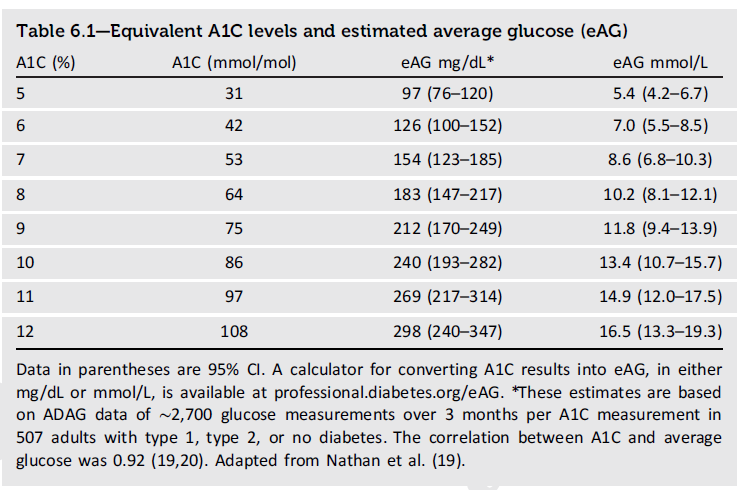 Table 6.1—Equivalent A1C levels and estimated average glucose (eAG)
A1C (%) A1C (mmol/mol) eAG mg/dL* eAG mmol/L
5 31 97 (76–120) 5.4 (4.2–6.7)
6 42 126 (100–152) 7.0 (5.5–8.5)
7 53 154 (123–185) 8.6 (6.8–10.3)
8 64 183 (147–217) 10.2 (8.1–12.1)
9 75 212 (170–249) 11.8 (9.4–13.9)
10 86 240 (193–282) 13.4 (10.7–15.7)
11 97 269 (217–314) 14.9 (12.0–17.5)
12 108 298 (240–347) 16.5 (13.3–19.3)
Data in parentheses are 95% CI. A calculator for converting A1C results into eAG, in either
mg/dL or mmol/L, is available at professional.diabetes.org/eAG. *These estimates are based
on ADAG data of ~2,700 glucose measurements over 3 months per A1C measurement in
507 adults with type 1, type 2, or no diabetes. The correlation between A1C and average
glucose was 0.92 (19,20). Adapted from Nathan et al. (19).